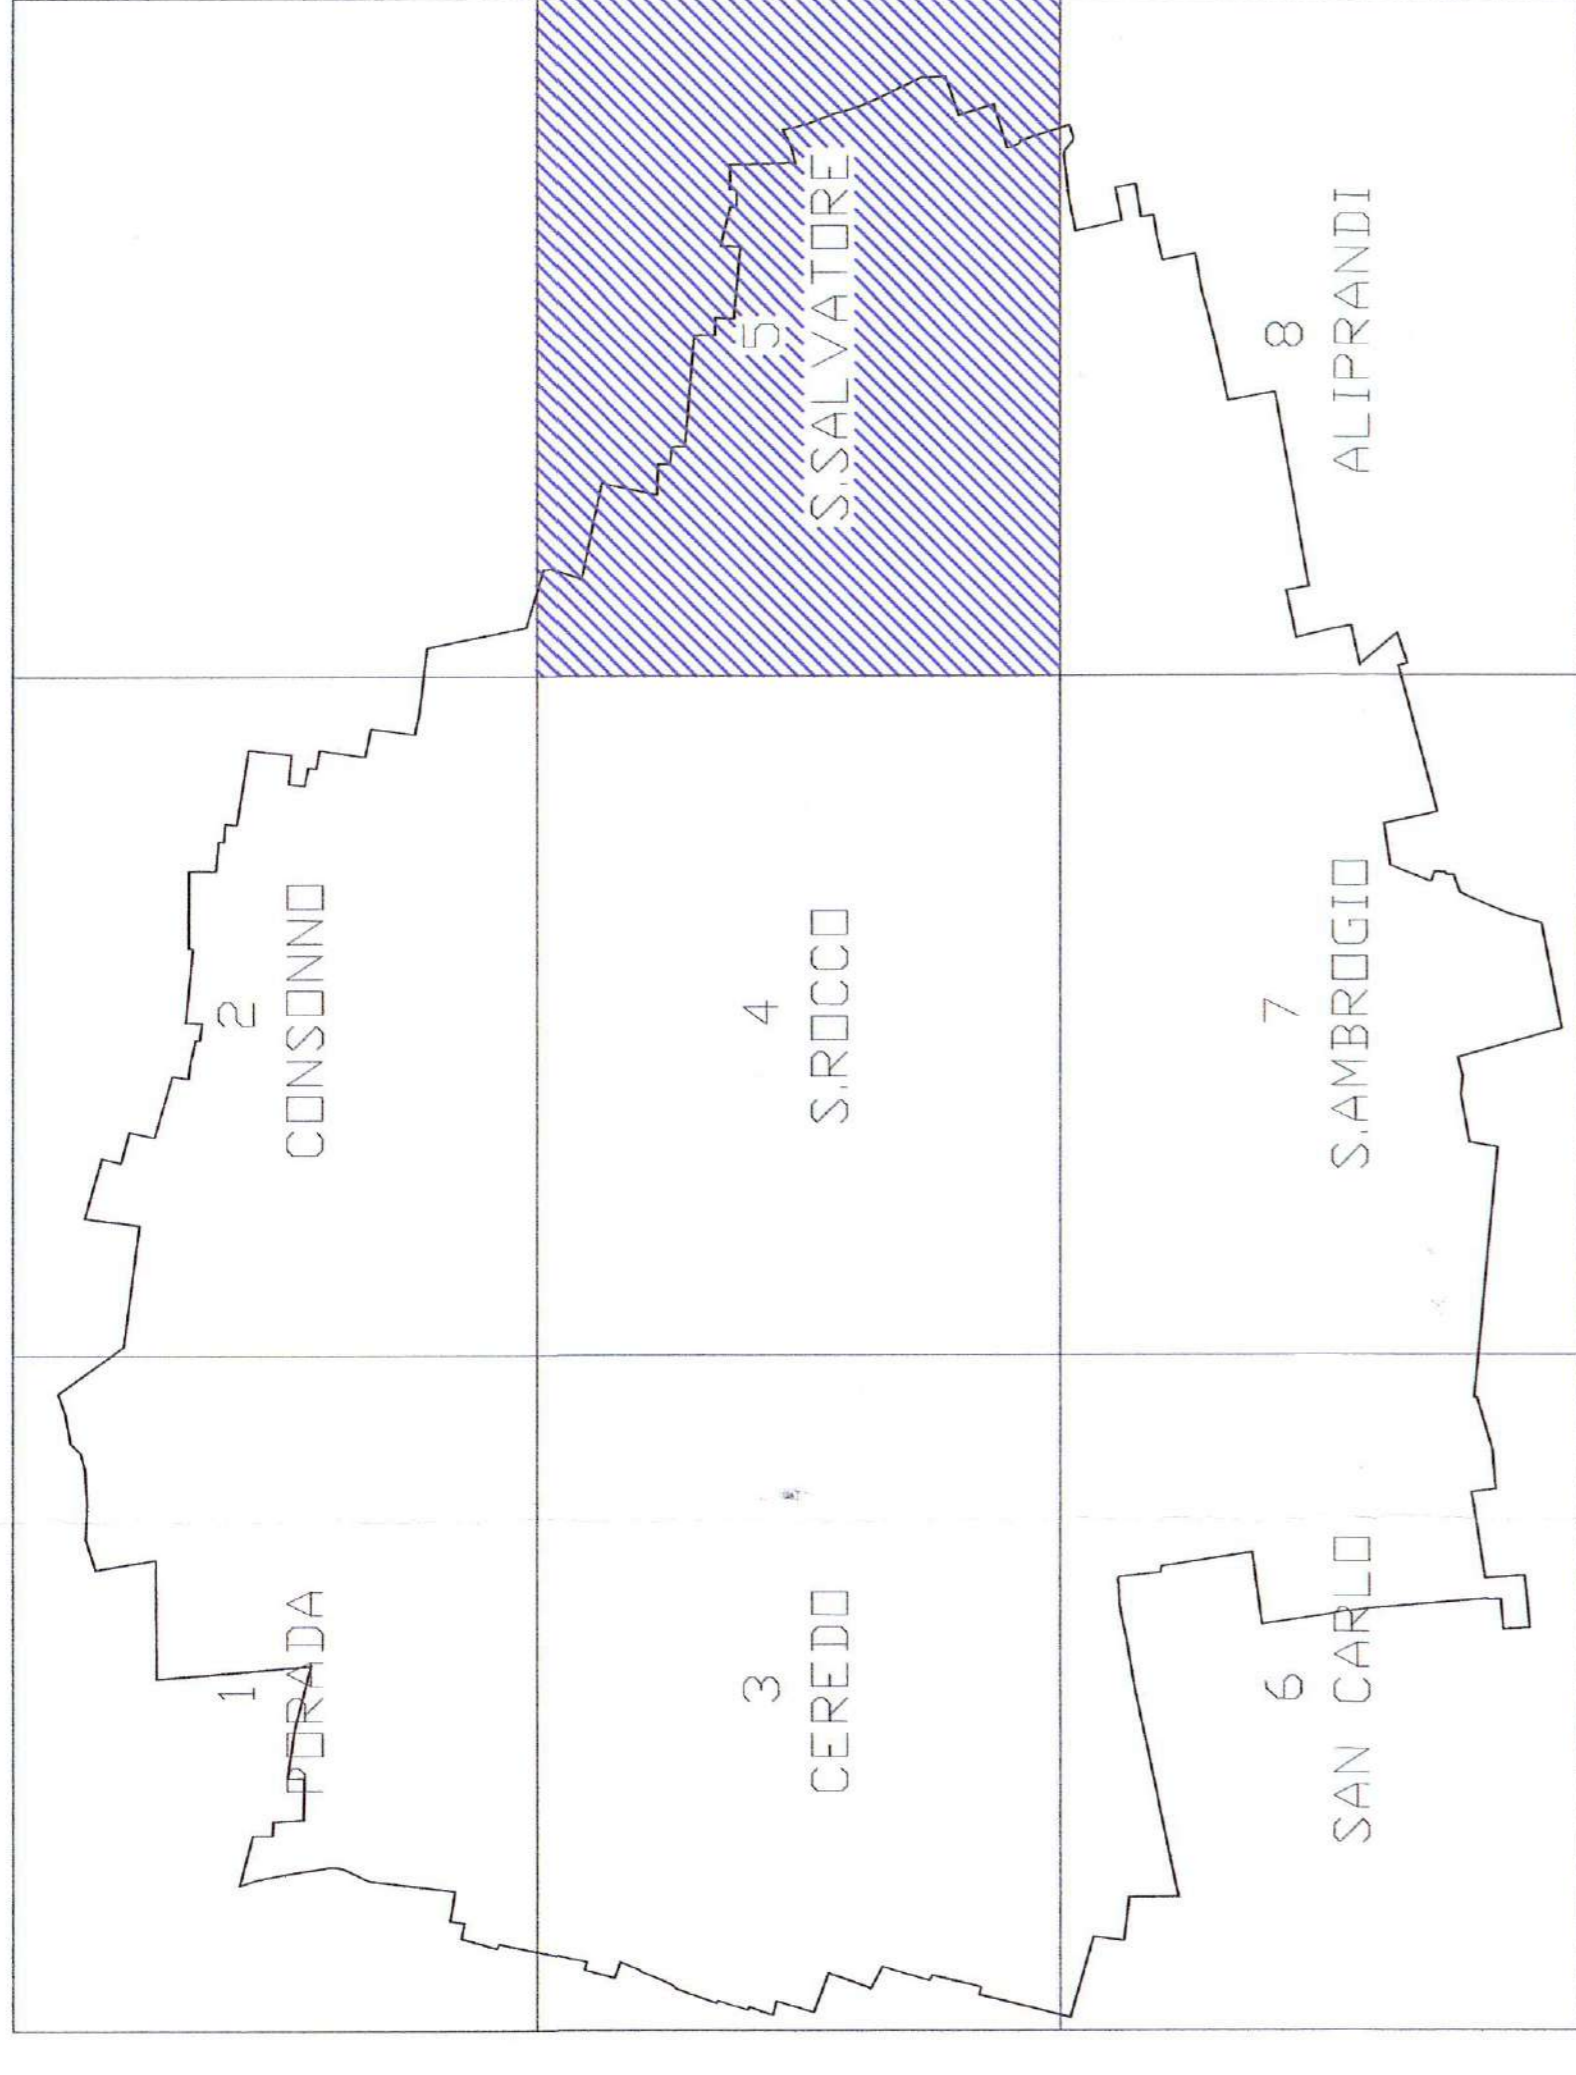 1
PORADA
2
CONSONNO
3
CEREDO
4
S.ROCCO
5
S.SALVATORE
6
SAN CARLO
7
S.AMBROGIO
8
ALIPRANDI